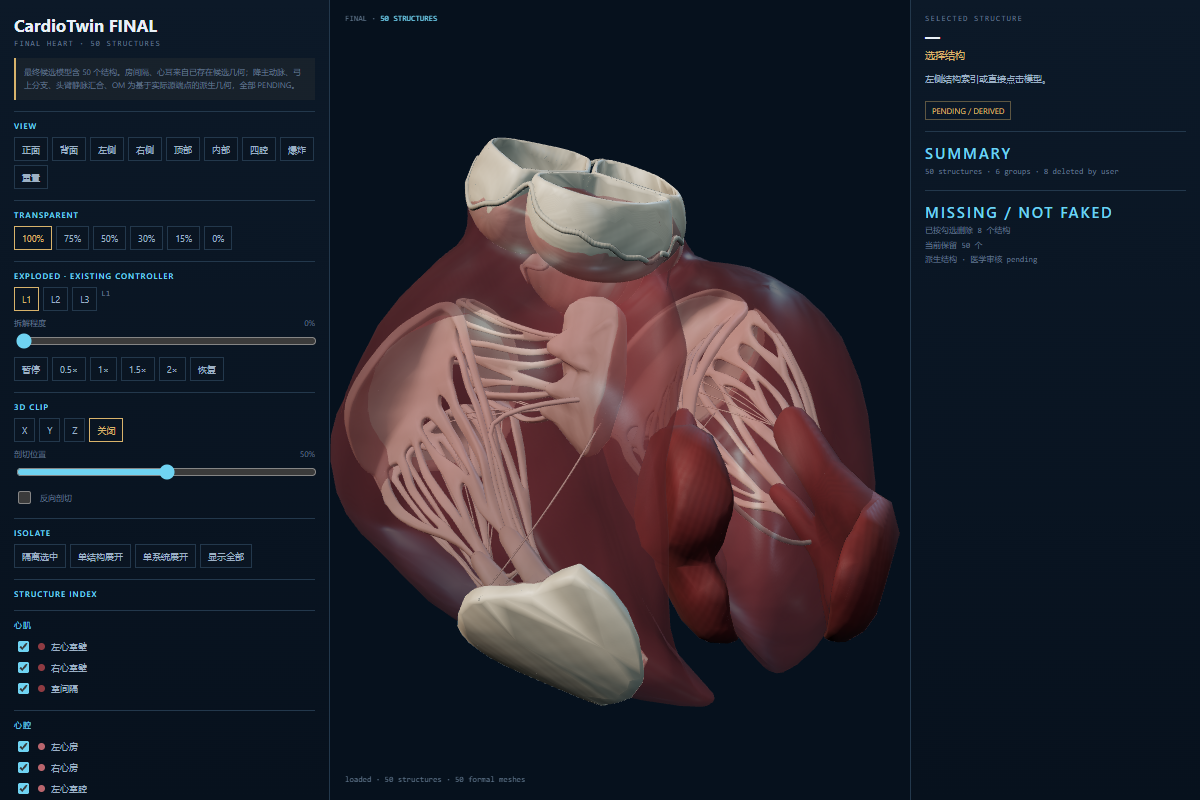 CardioTwin FINAL
FINAL HEART · 50 STRUCTURES
最终候选模型含 50 个结构。房间隔、心耳来自已存在候选几何；降主动脉、弓
上分支、头臂静脉汇合、OM 为基于实际源端点的派生几何，全部 PENDING。
VIEW
正面 背面 左侧 右侧 顶部 内部 四腔 爆炸
重置
TRANSPARENT
100% 75% 50% 30% 15% 0%
EXPLODED · EXISTING CONTROLLER
L1 L2 L3 L1
拆解程度 0%
暂停 0.5× 1× 1.5× 2× 恢复
3D CLIP
X Y Z 关闭
剖切位置 50%
反向剖切
ISOLATE
隔离选中 单结构展开 单系统展开 显示全部
STRUCTURE INDEX
心肌
左心室壁
右心室壁
室间隔
心腔
左心房
右心房
左心室腔
FINAL · 50 STRUCTURES
loaded · 50 structures · 50 formal meshes
SELECTED STRUCTURE
—
选择结构
左侧结构索引或直接点击模型。
PENDING / DERIVED
SUMMARY
50 structures · 6 groups · 8 deleted by user
MISSING / NOT FAKED
已按勾选删除 8 个结构
当前保留 50 个
派生结构 · 医学审核 pending